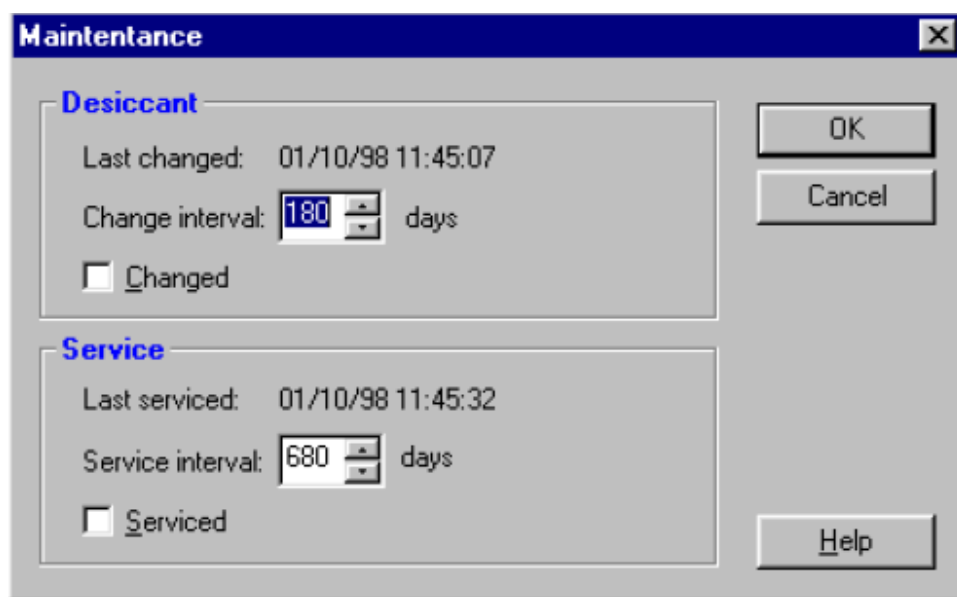 Maintentance
Desiccant
Last changed: 01/10/98 11:45:07
Change interval: 180 days
Changed
Service
Last serviced: 01/10/98 11:45:32
Service interval: 680 days
Serviced
OK
Cancel
Help